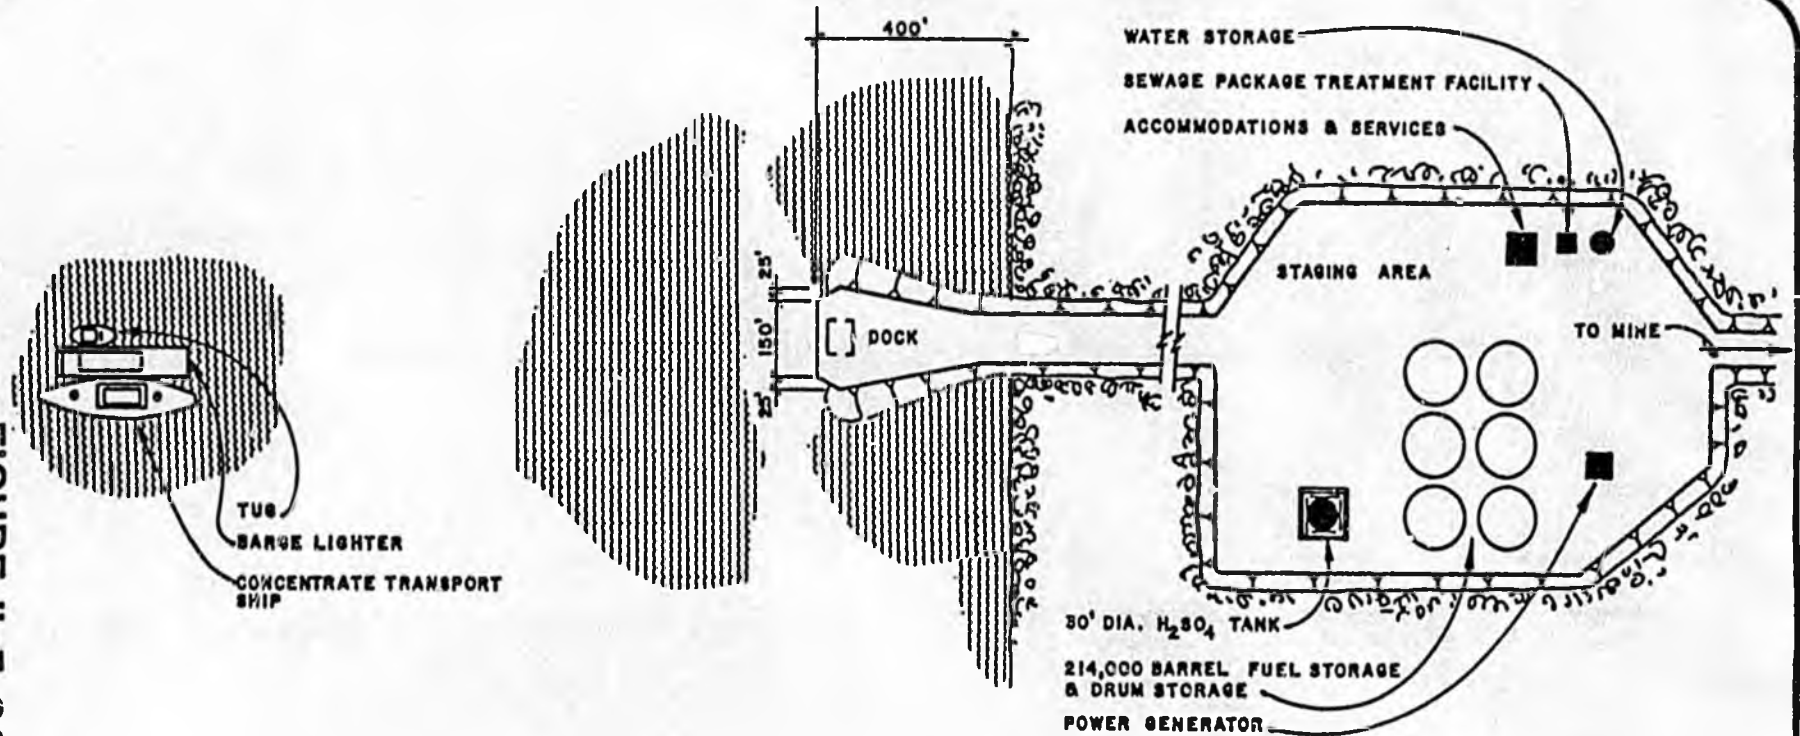 400'
WATER STORAGE
SEWAGE PACKAGE TREATMENT FACILITY
ACCOMMODATIONS & SERVICES
STAGING AREA
25'
150'
25'
DOCK
TO MINE
TUG
BARGE LIGHTER
CONCENTRATE TRANSPORT
SHIP
30' DIA. H₂SO₄ TANK
214,000 BARREL FUEL STORAGE
& DRUM STORAGE
POWER GENERATOR